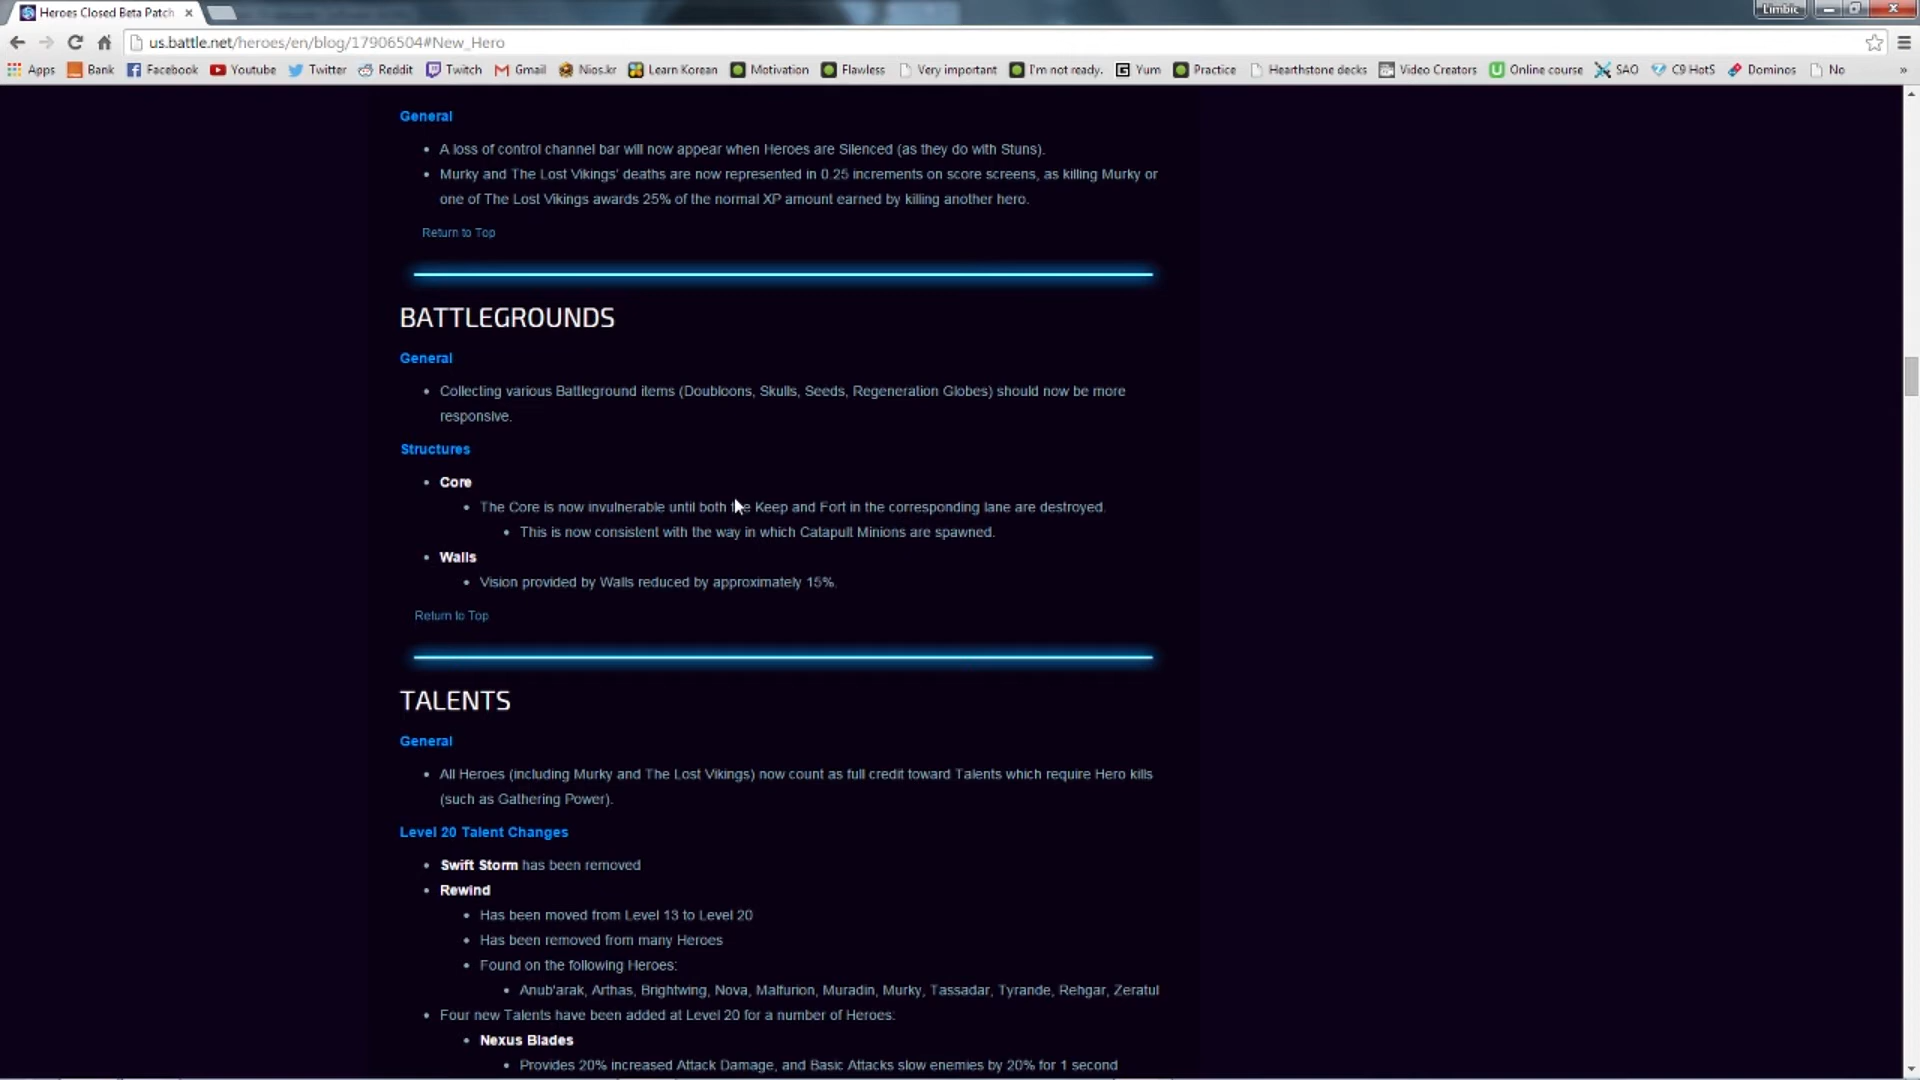 Heroes Closed Beta Patch
Limbic
us.battle.net/heroes/en/blog/17906504#New_Hero
Apps Bank Facebook Youtube Twitter Reddit Twitch Gmail Nios.kr Learn Korean Motivation Flawless Very important I'm not ready. Yum Practice Hearthstone decks Video Creators Online course SAO C9 HotS Dominos No »
General
• A loss of control channel bar will now appear when Heroes are Silenced (as they do with Stuns).
• Murky and The Lost Vikings' deaths are now represented in 0.25 increments on score screens, as killing Murky or
one of The Lost Vikings awards 25% of the normal XP amount earned by killing another hero.
Return to Top
BATTLEGROUNDS
General
• Collecting various Battleground items (Doubloons, Skulls, Seeds, Regeneration Globes) should now be more
responsive.
Structures
• Core
• The Core is now invulnerable until both the Keep and Fort in the corresponding lane are destroyed.
• This is now consistent with the way in which Catapult Minions are spawned.
• Walls
• Vision provided by Walls reduced by approximately 15%.
Return to Top
TALENTS
General
• All Heroes (including Murky and The Lost Vikings) now count as full credit toward Talents which require Hero kills
(such as Gathering Power).
Level 20 Talent Changes
• Swift Storm has been removed
• Rewind
• Has been moved from Level 13 to Level 20
• Has been removed from many Heroes
• Found on the following Heroes:
• Anub'arak, Arthas, Brightwing, Nova, Malfurion, Muradin, Murky, Tassadar, Tyrande, Rehgar, Zeratul
• Four new Talents have been added at Level 20 for a number of Heroes:
• Nexus Blades
• Provides 20% increased Attack Damage, and Basic Attacks slow enemies by 20% for 1 second